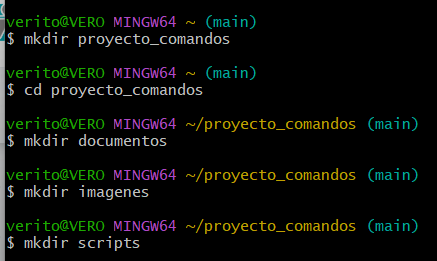 verito@VERO MINGW64 ~ (main)
$ mkdir proyecto_comandos
verito@VERO MINGW64 ~ (main)
$ cd proyecto_comandos
verito@VERO MINGW64 ~/proyecto_comandos (main)
$ mkdir documentos
verito@VERO MINGW64 ~/proyecto_comandos (main)
$ mkdir imagenes
verito@VERO MINGW64 ~/proyecto_comandos (main)
$ mkdir scripts